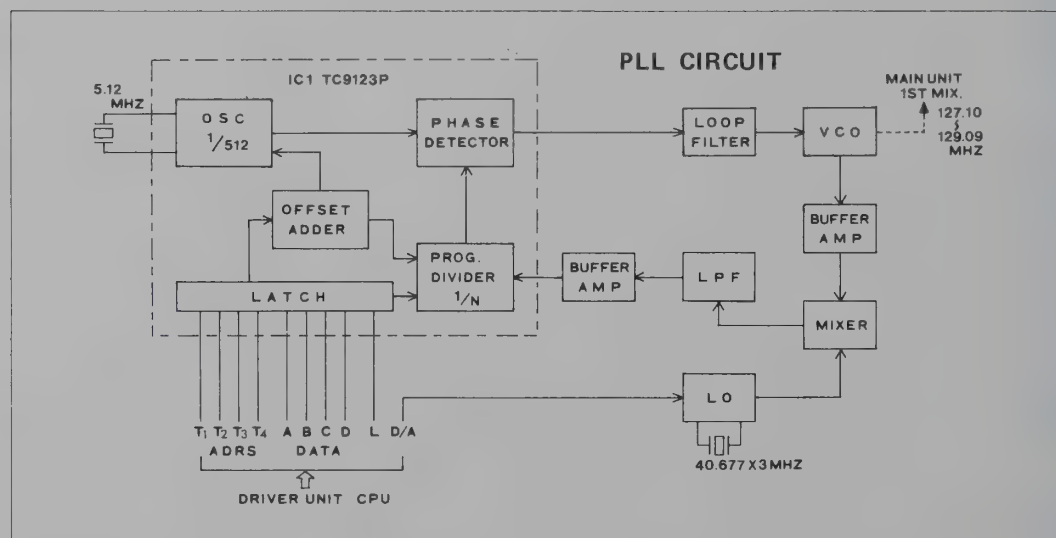 PLL CIRCUIT
IC1 TC9123P
5.12
MHZ
OSC
1/512
PHASE
DETECTOR
LOOP
FILTER
VCO
MAIN UNIT
1ST MIX.
127.10
~
129.09
MHZ
OFFSET
ADDER
BUFFER
AMP
PROG.
DIVIDER
1/N
BUFFER
AMP
LPF
LATCH
MIXER
LO
T1 T2 T3 T4 A B C D L D/A
ADRS DATA
40.677 X 3 MHZ
DRIVER UNIT CPU